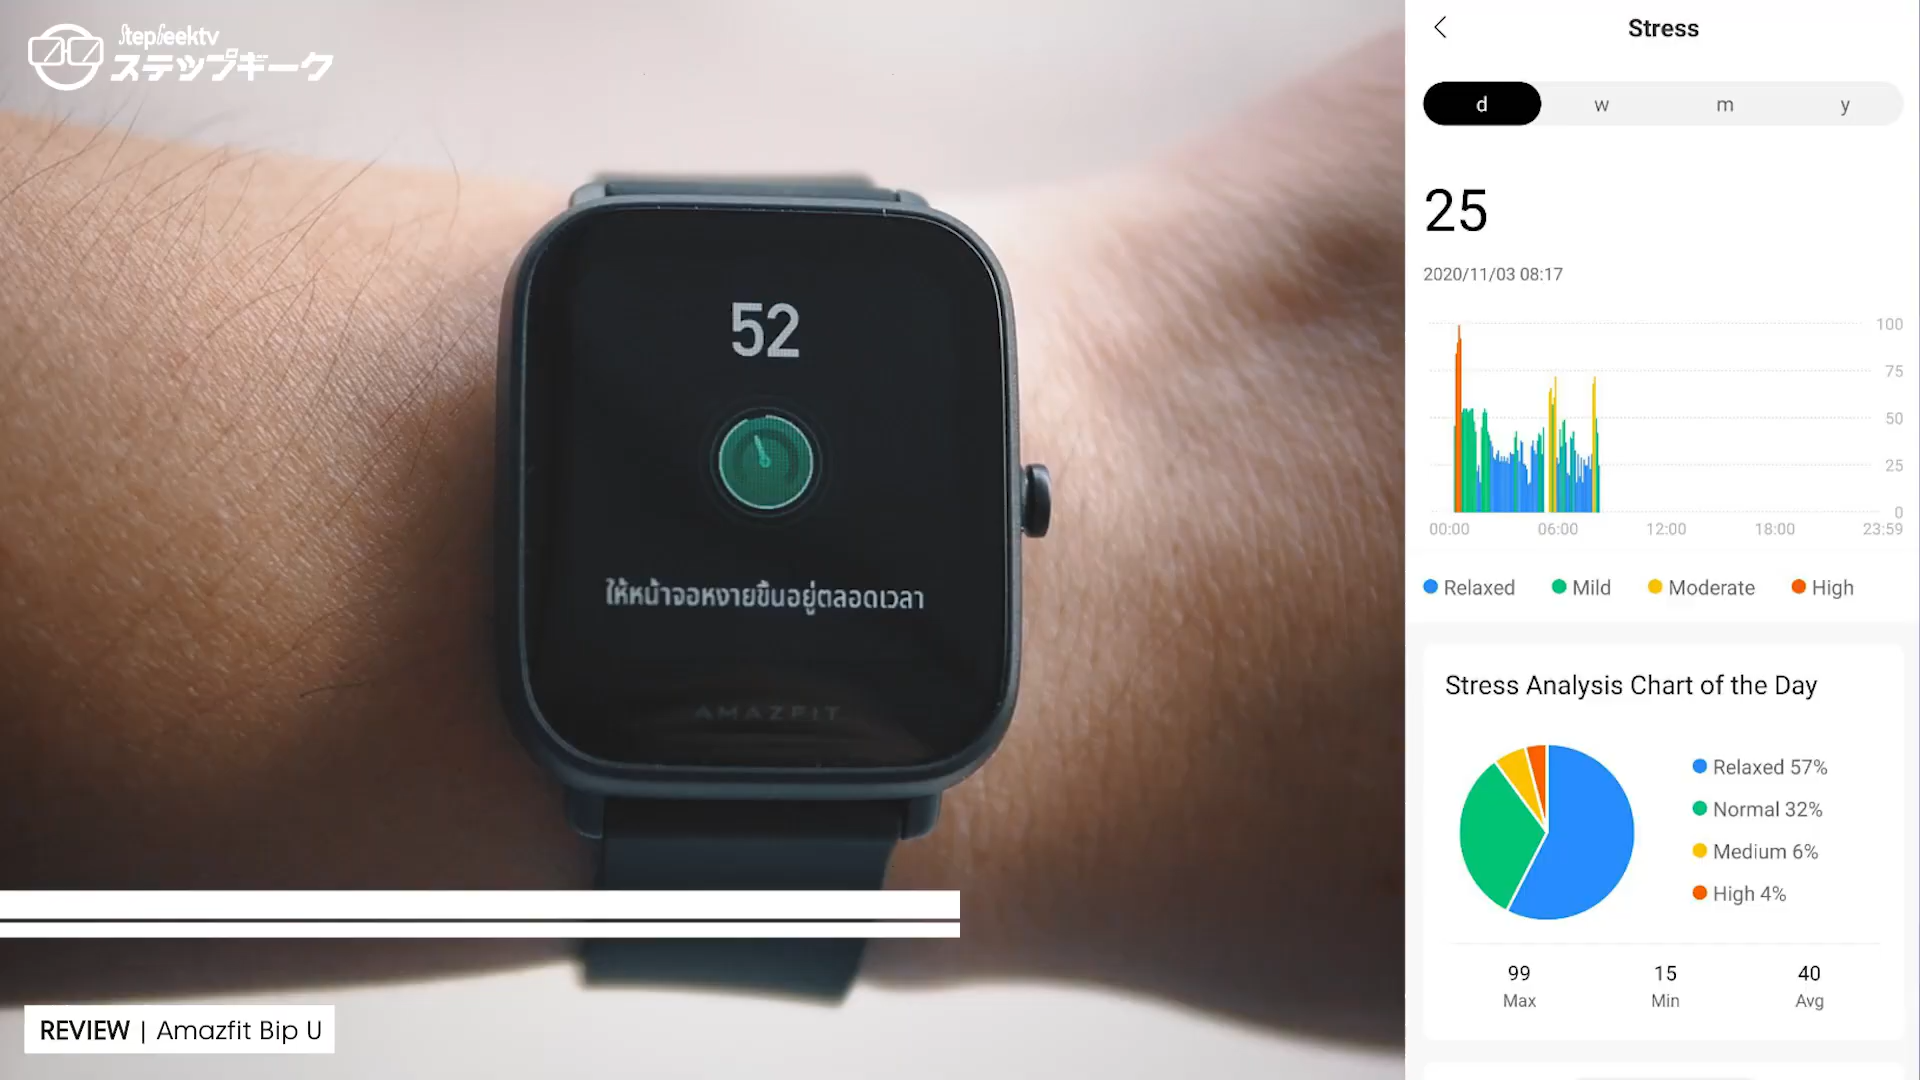 StepGeektv
ステップギーク
52
ให้หน้าจอหงายขึ้นอยู่ตลอดเวลา
AMAZFIT
REVIEW | Amazfit Bip U
Stress
d w m y
25
2020/11/03 08:17
100
75
50
25
0
00:00 06:00 12:00 18:00 23:59
Relaxed Mild Moderate High
Stress Analysis Chart of the Day
Relaxed 57%
Normal 32%
Medium 6%
High 4%
99 15 40
Max Min Avg